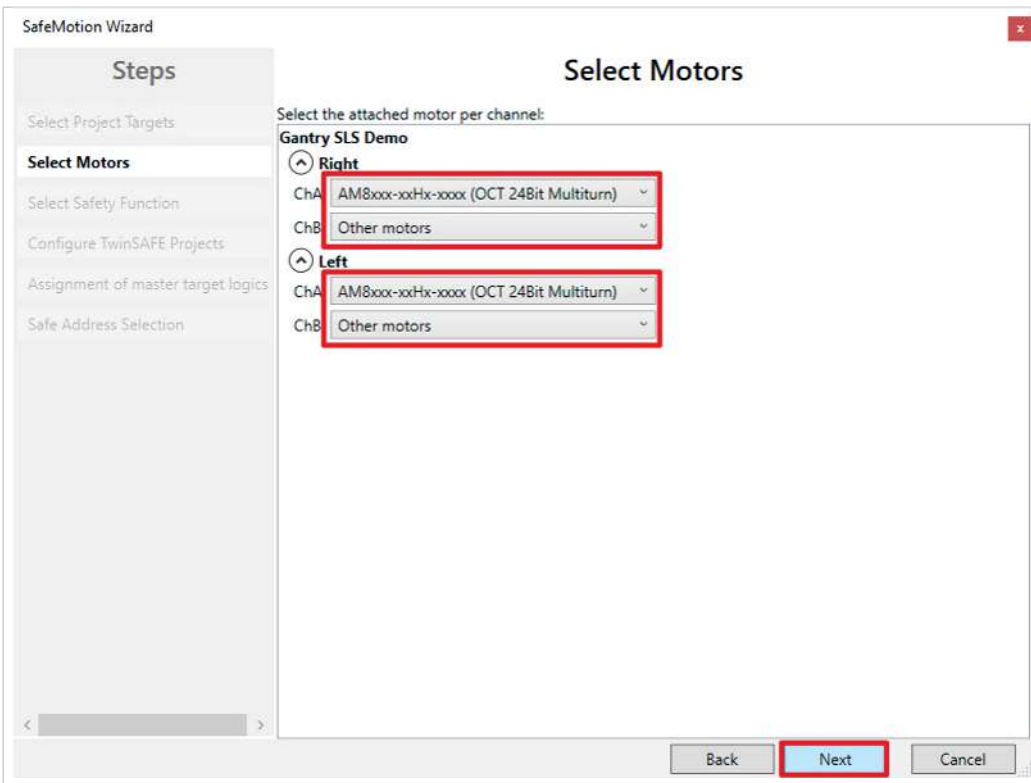 SafeMotion Wizard
x
Steps
Select Project Targets
Select Motors
Select Safety Function
Configure TwinSAFE Projects
Assignment of master target logics
Safe Address Selection
Select Motors
Select the attached motor per channel:
Gantry SLS Demo
Right
ChA AM8xxx-xxHx-xxxx (OCT 24Bit Multiturn)
ChB Other motors
Left
ChA AM8xxx-xxHx-xxxx (OCT 24Bit Multiturn)
ChB Other motors
Back Next Cancel